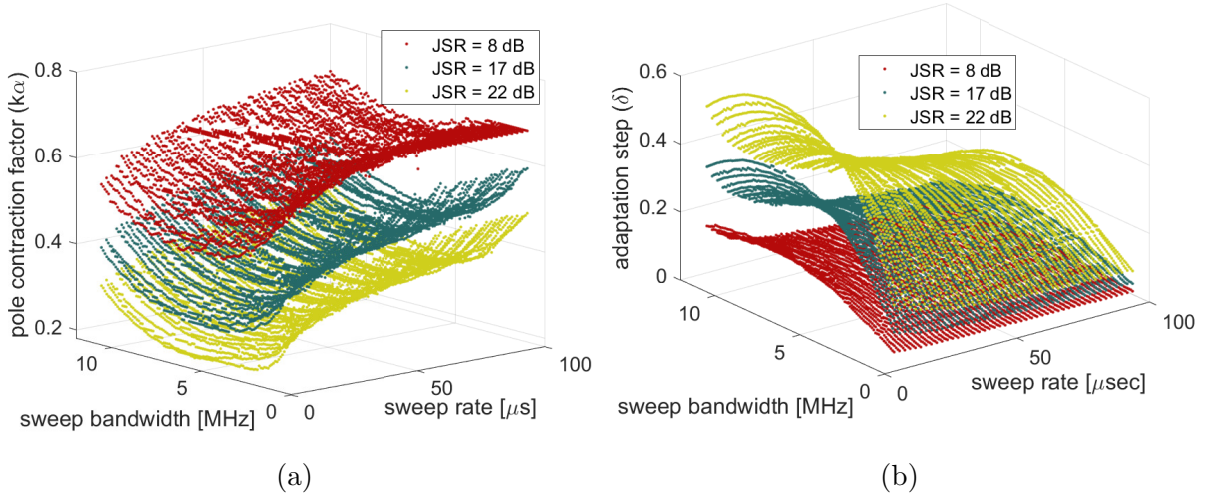 JSR = 8 dB
JSR = 17 dB
JSR = 22 dB
pole contraction factor (kα)
0.8
0.6
0.4
0.2
10
5
0
sweep bandwidth [MHz]
0
50
100
sweep rate [μs]
(a)
JSR = 8 dB
JSR = 17 dB
JSR = 22 dB
adaptation step (δ)
0.6
0.4
0.2
0
10
5
0
sweep bandwidth [MHz]
0
50
100
sweep rate [μsec]
(b)